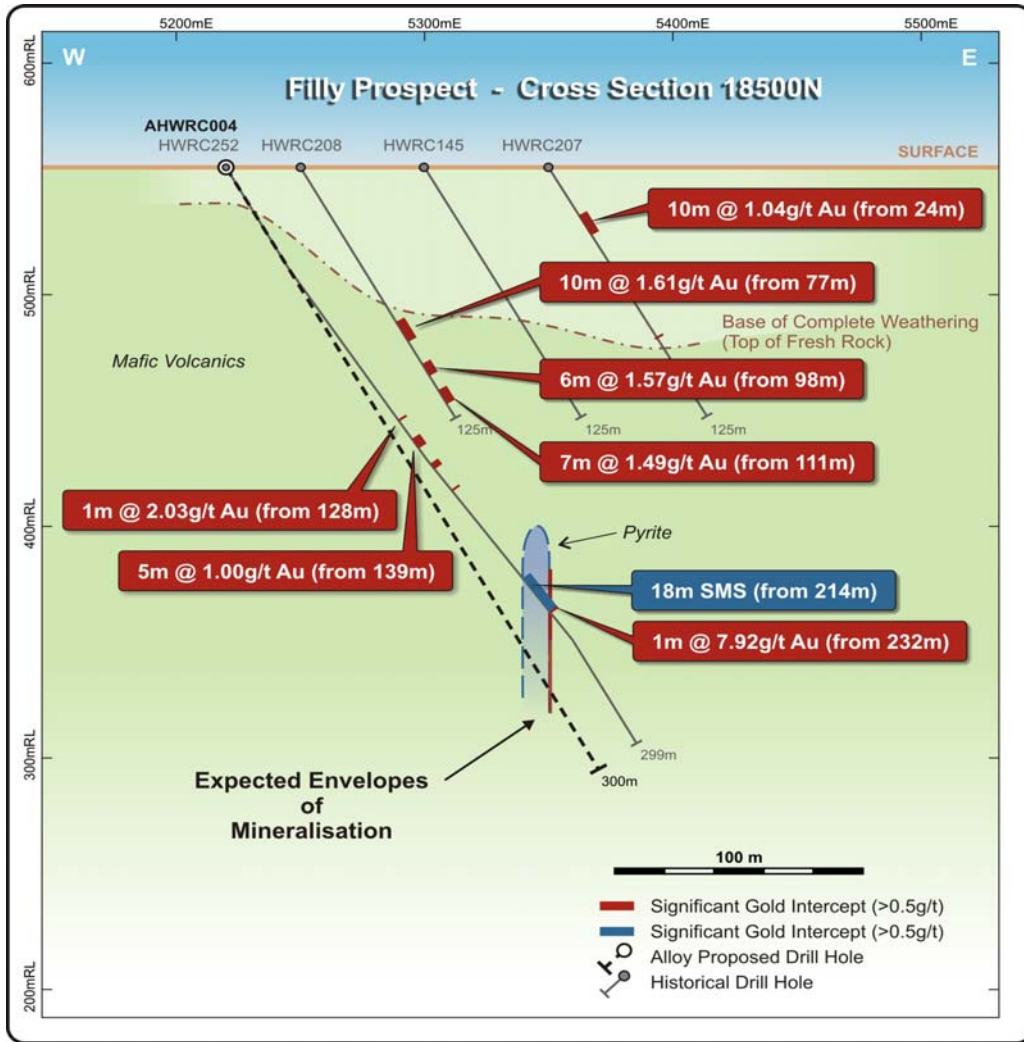 5200mE
5300mE
5400mE
5500mE
600mRL
W
E
Filly Prospect - Cross Section 18500N
AHWRC004
HWRC252
HWRC208
HWRC145
HWRC207
SURFACE
10m @ 1.04g/t Au (from 24m)
10m @ 1.61g/t Au (from 77m)
500mRL
Base of Complete Weathering
(Top of Fresh Rock)
Mafic Volcanics
6m @ 1.57g/t Au (from 98m)
125m
125m
125m
7m @ 1.49g/t Au (from 111m)
1m @ 2.03g/t Au (from 128m)
400mRL
Pyrite
5m @ 1.00g/t Au (from 139m)
18m SMS (from 214m)
1m @ 7.92g/t Au (from 232m)
299m
300mRL
300m
Expected Envelopes
of
Mineralisation
100 m
Significant Gold Intercept (>0.5g/t)
Significant Gold Intercept (>0.5g/t)
Alloy Proposed Drill Hole
Historical Drill Hole
200mRL